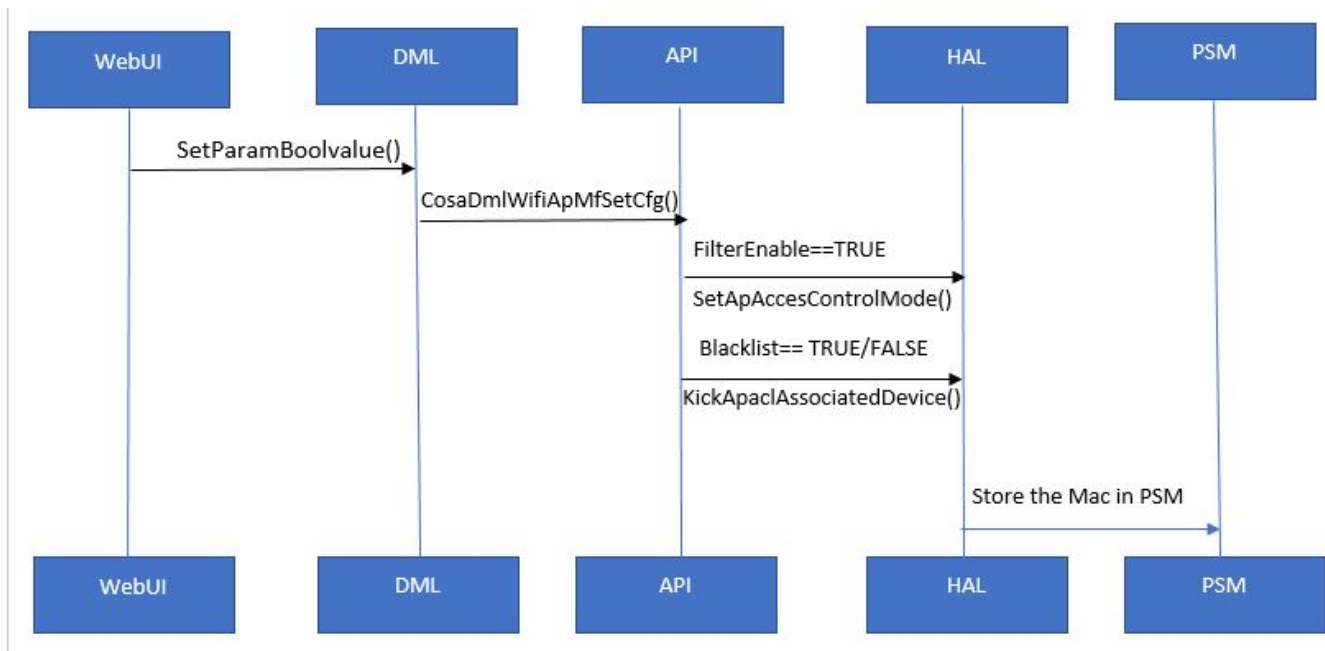 WebUI
DML
API
HAL
PSM
SetParamBoolvalue()
CosaDmlWifiApMfSetCfg()
FilterEnable==TRUE
SetApAccesControlMode()
Blacklist== TRUE/FALSE
KickApaclAssociatedDevice()
Store the Mac in PSM
WebUI
DML
API
HAL
PSM